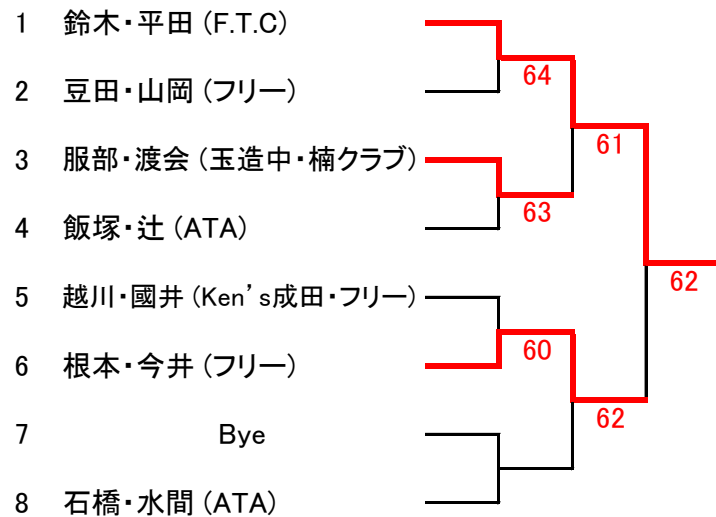 1 鈴木・平田 (F.T.C)
64
2 豆田・山岡 (フリー)
61
3 服部・渡会 (玉造中・楠クラブ)
63
4 飯塚・辻 (ATA)
62
5 越川・國井 (Ken's成田・フリー)
60
6 根本・今井 (フリー)
62
7 Bye
8 石橋・水間 (ATA)